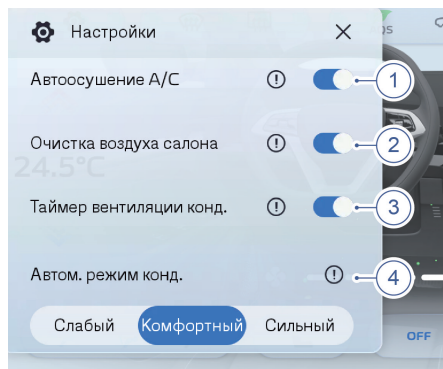 Настройки
Автоосушение A/C
1
Очистка воздуха салона
2
24.5°C
Таймер вентиляции конд.
3
Автом. режим конд.
4
Слабый Комфортный Сильный
OFF